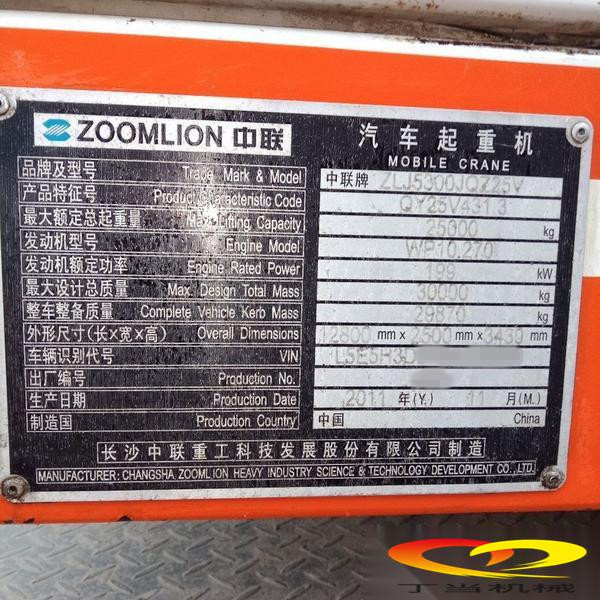 ZOOMLION 中联 汽车起重机
MOBILE CRANE
品牌及型号 Trade Mark & Model 中联牌 ZLJ5300JQZ25V
产品特征号 Product Characteristic Code QY25V431.3
最大额定总起重量 Max. Lifting Capacity 25000 kg
发动机型号 Engine Model WP10.270
发动机额定功率 Engine Rated Power 199 kW
最大设计总质量 Max. Design Total Mass 30000 kg
整车整备质量 Complete Vehicle Kerb Mass 29870 kg
外形尺寸(长×宽×高) Overall Dimensions 12800 mm × 2500 mm × 3439 mm
车辆识别代号 VIN L5E5H3D
出厂编号 Production No.
生产日期 Production Date 2011 年(Y.) 11 月(M.)
制造国 Production Country 中国 China
长沙中联重工科技发展股份有限公司制造
MANUFACTURER: CHANGSHA ZOOMLION HEAVY INDUSTRY SCIENCE & TECHNOLOGY DEVELOPMENT CO., LTD.
丁当机械